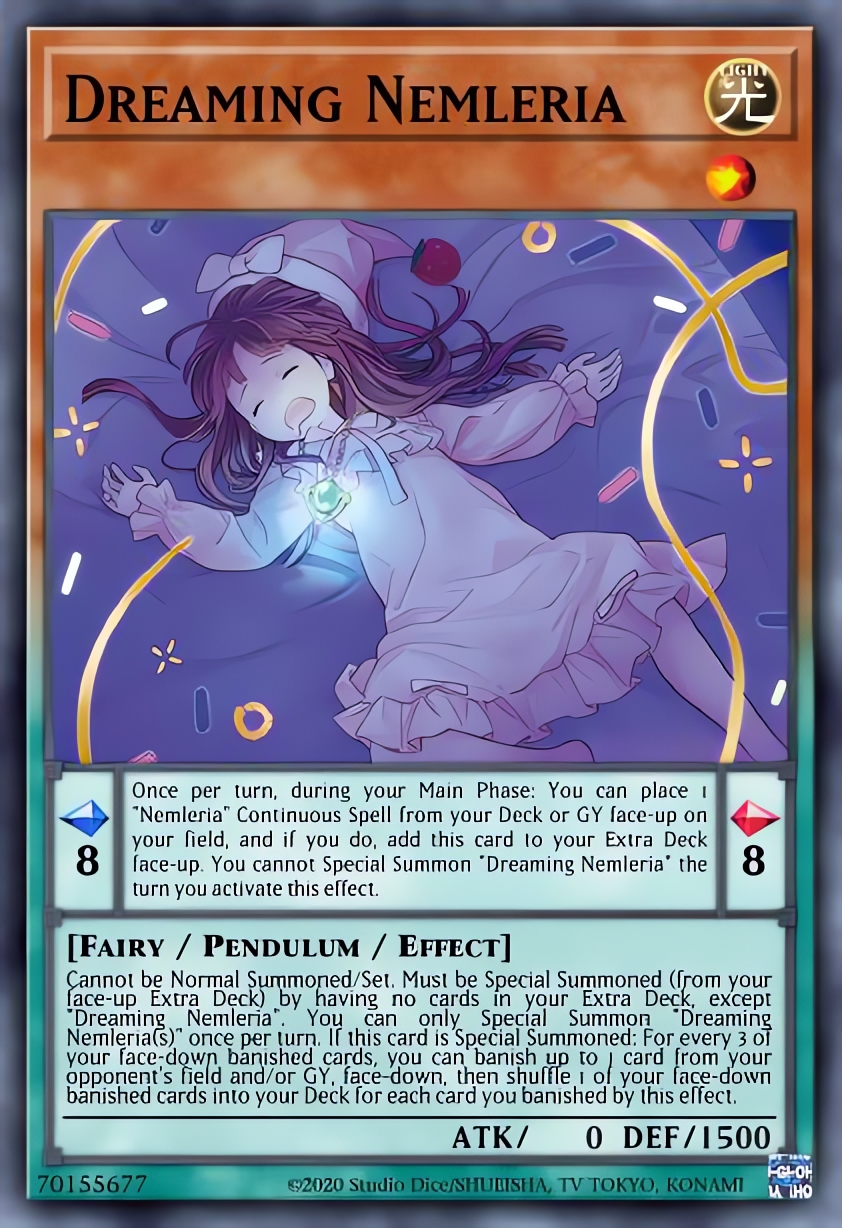 DREAMING NEMLERIA
LIGHT
光
Once per turn, during your Main Phase: You can place 1
"Nemleria" Continuous Spell from your Deck or GY face-up on
your field, and if you do, add this card to your Extra Deck
face-up. You cannot Special Summon "Dreaming Nemleria" the
turn you activate this effect.
8
8
[FAIRY / PENDULUM / EFFECT]
Cannot be Normal Summoned/Set. Must be Special Summoned (from your
face-up Extra Deck) by having no cards in your Extra Deck, except
"Dreaming Nemleria". You can only Special Summon "Dreaming
Nemleria(s)" once per turn. If this card is Special Summoned: For every 3 of
your face-down banished cards, you can banish up to 1 card from your
opponent's field and/or GY, face-down, then shuffle 1 of your face-down
banished cards into your Deck for each card you banished by this effect.
ATK/ 0 DEF/1500
70155677
©2020 Studio Dice/SHUEISHA, TV TOKYO, KONAMI